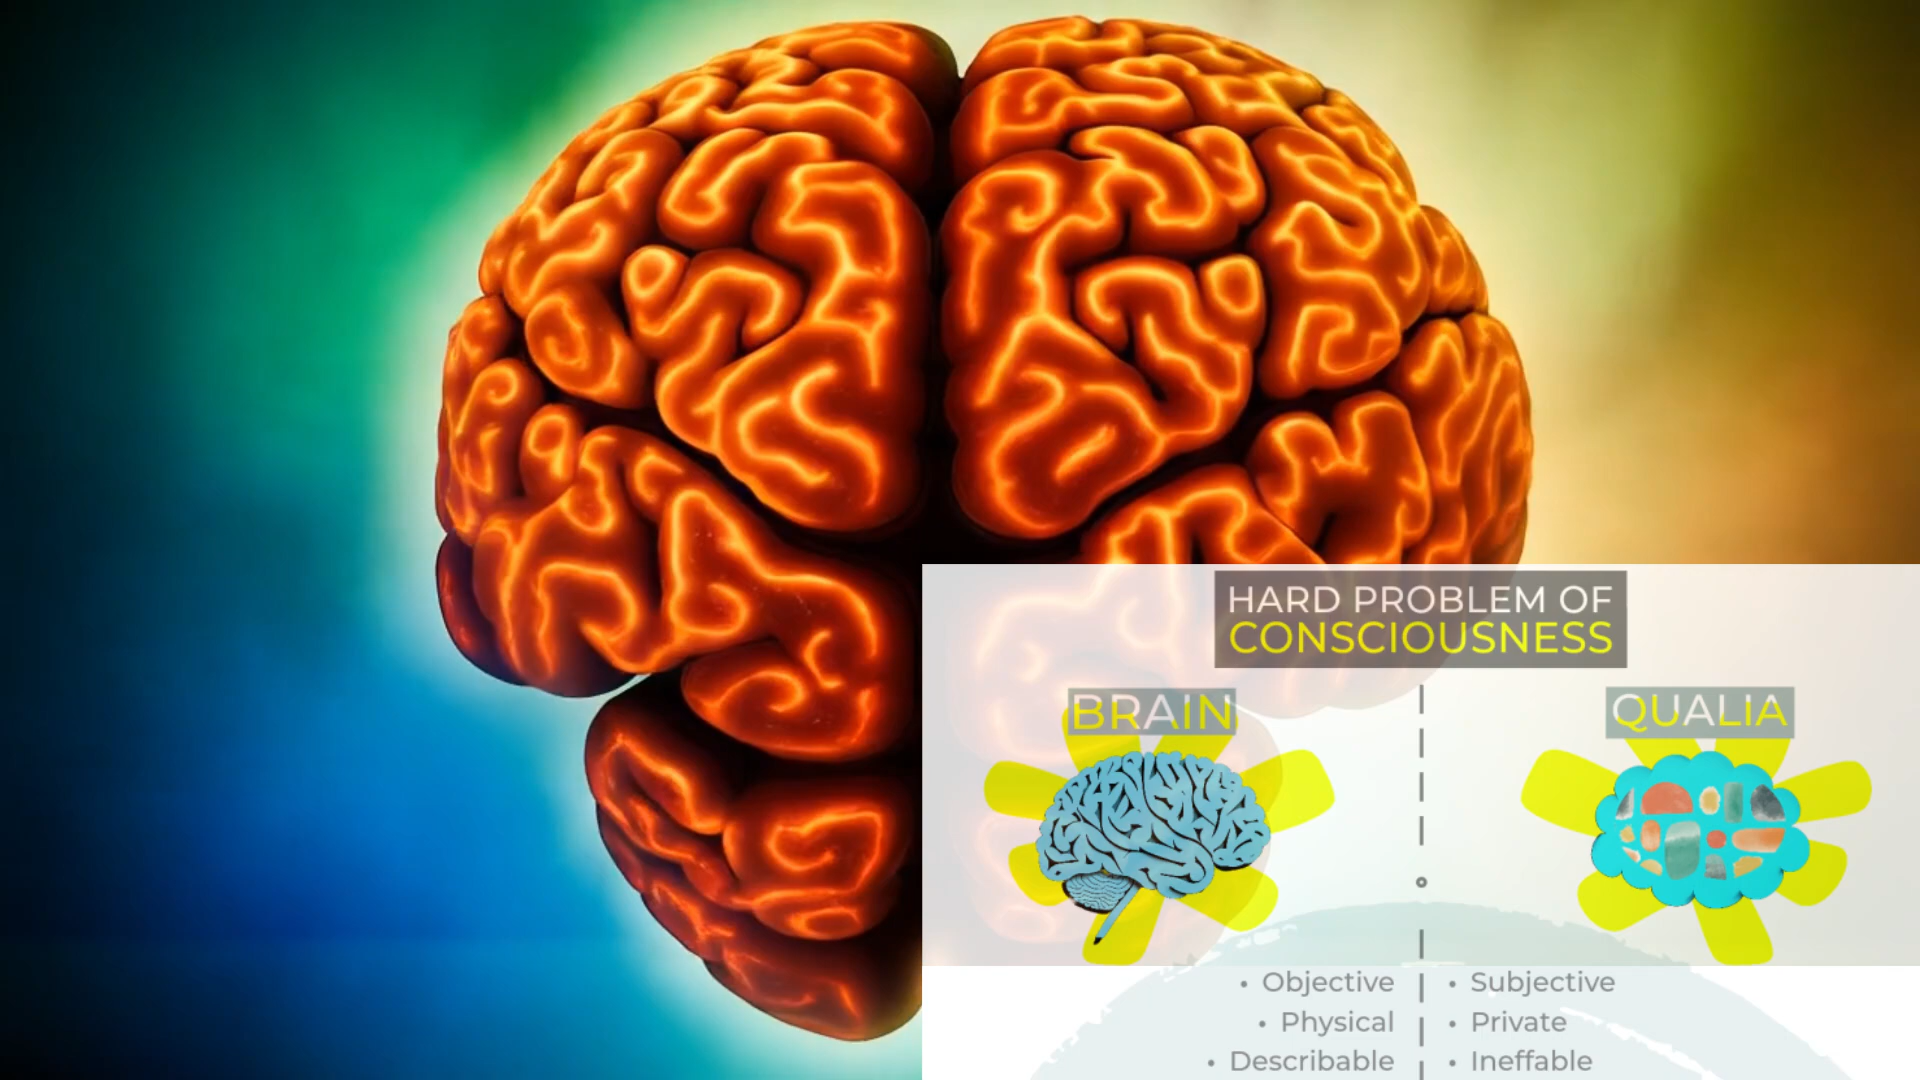 HARD PROBLEM OF
CONSCIOUSNESS
BRAIN
QUALIA
• Objective
• Physical
• Describable
• Subjective
• Private
• Ineffable